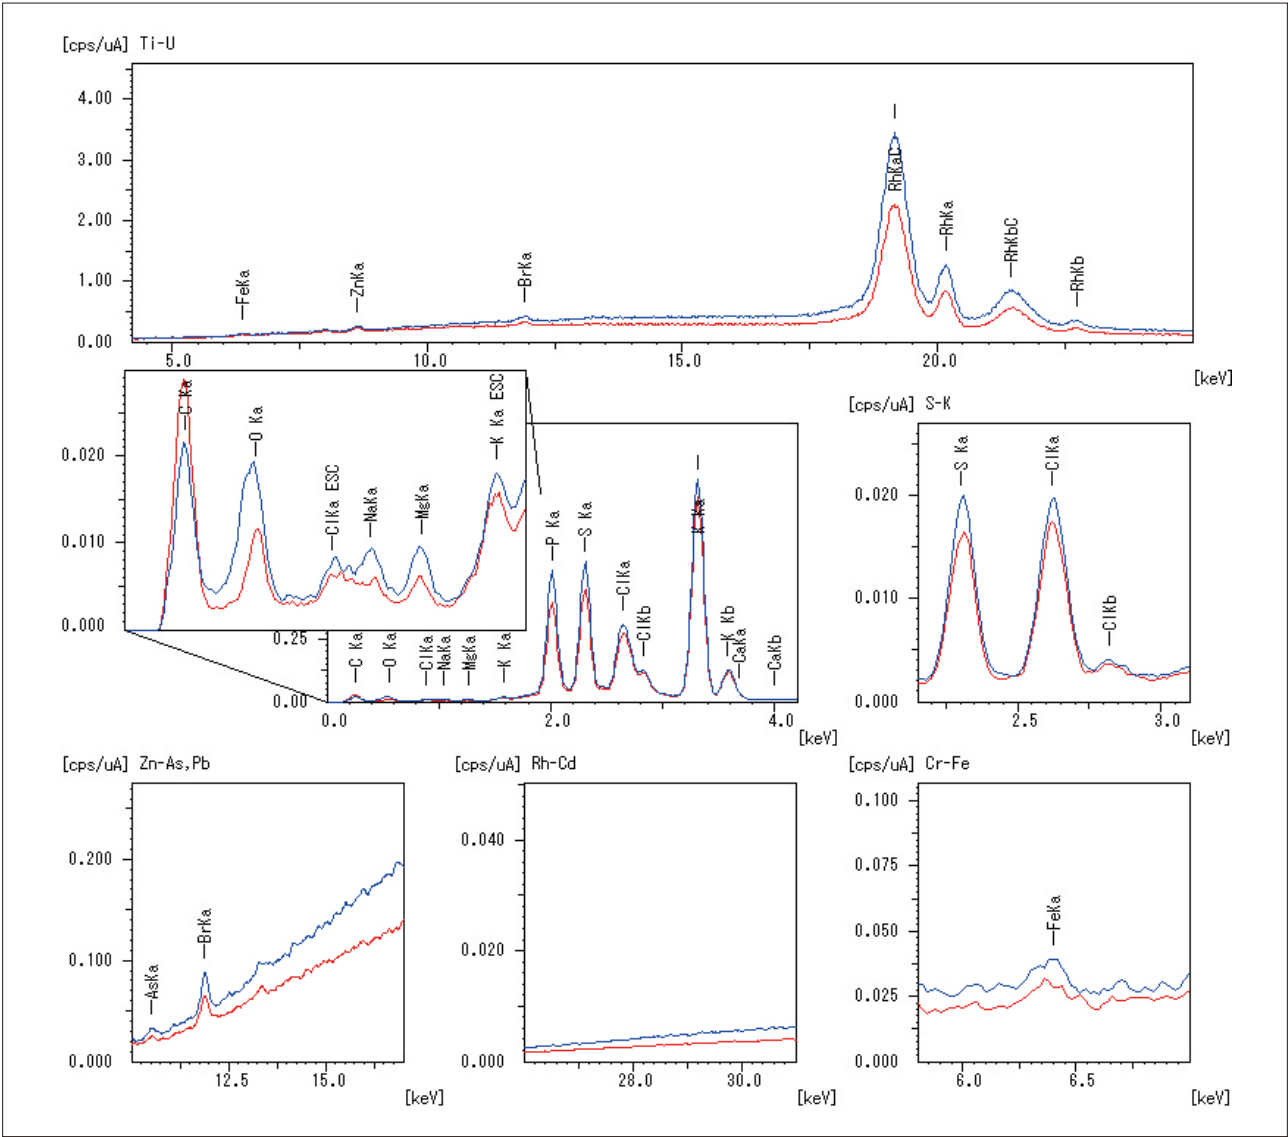 [cps/uA] Ti-U
4.00
3.00
2.00
1.00
0.00
FeKa
ZnKa
BrKa
RhKaC
RhKa
RhKbC
RhKb
5.0 10.0 15.0 20.0
[keV]
0.020
0.010
0.000
C Ka
O Ka
ClKa ESC
NaKa
MgKa
K Ka ESC
0.25
0.00
C Ka
O Ka
ClKa
NaKa
MgKa
K Ka
P Ka
S Ka
ClKa
ClKb
K Ka
K Kb
CaKa
CaKb
0.0 2.0 4.0
[keV]
[cps/uA] S-K
0.020
0.010
0.000
S Ka
ClKa
ClKb
2.5 3.0
[keV]
[cps/uA] Zn-As,Pb
0.200
0.100
0.000
AsKa
BrKa
12.5 15.0
[keV]
[cps/uA] Rh-Cd
0.040
0.020
0.000
28.0 30.0
[keV]
[cps/uA] Cr-Fe
0.100
0.075
0.050
0.025
0.000
FeKa
6.0 6.5
[keV]